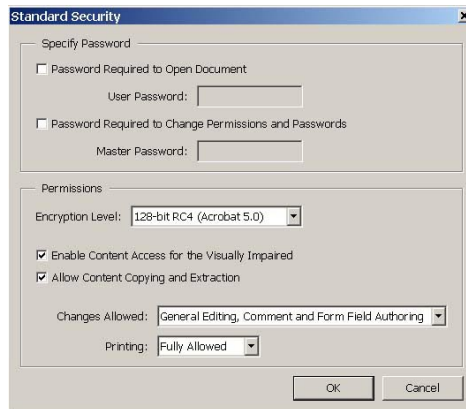 Standard Security
Specify Password
Password Required to Open Document
User Password:
Password Required to Change Permissions and Passwords
Master Password:
Permissions
Encryption Level: 128-bit RC4 (Acrobat 5.0)
Enable Content Access for the Visually Impaired
Allow Content Copying and Extraction
Changes Allowed: General Editing, Comment and Form Field Authoring
Printing: Fully Allowed
OK Cancel